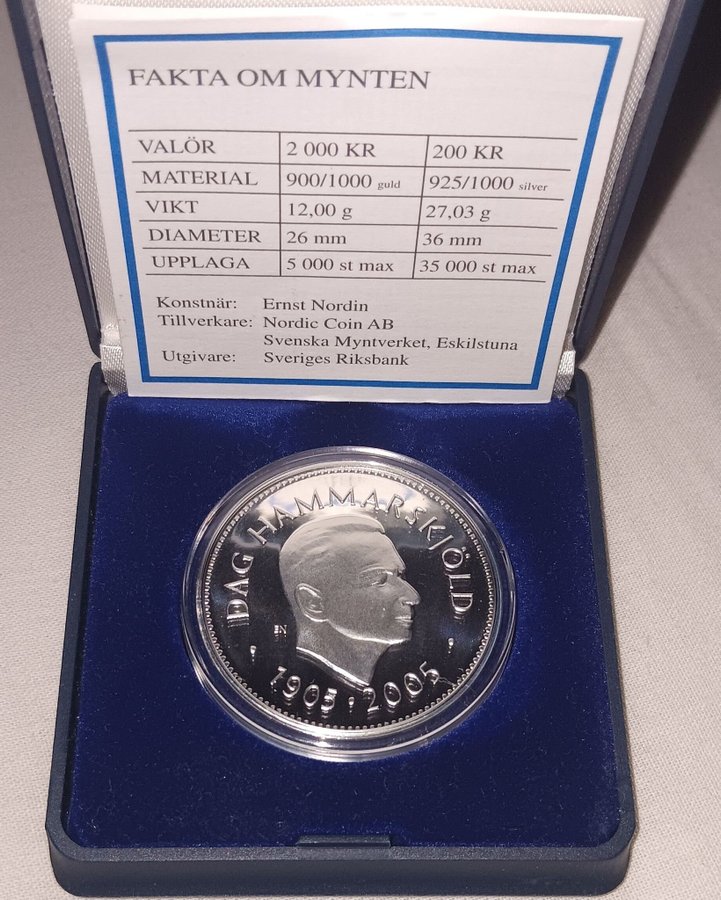 FAKTA OM MYNTEN
VALÖR 2 000 KR 200 KR
MATERIAL 900/1000 guld 925/1000 silver
VIKT 12,00 g 27,03 g
DIAMETER 26 mm 36 mm
UPPLAGA 5 000 st max 35 000 st max
Konstnär: Ernst Nordin
Tillverkare: Nordic Coin AB
Svenska Myntverket, Eskilstuna
Utgivare: Sveriges Riksbank
DAG HAMMARSKJÖLD
EN
1905 · 2005